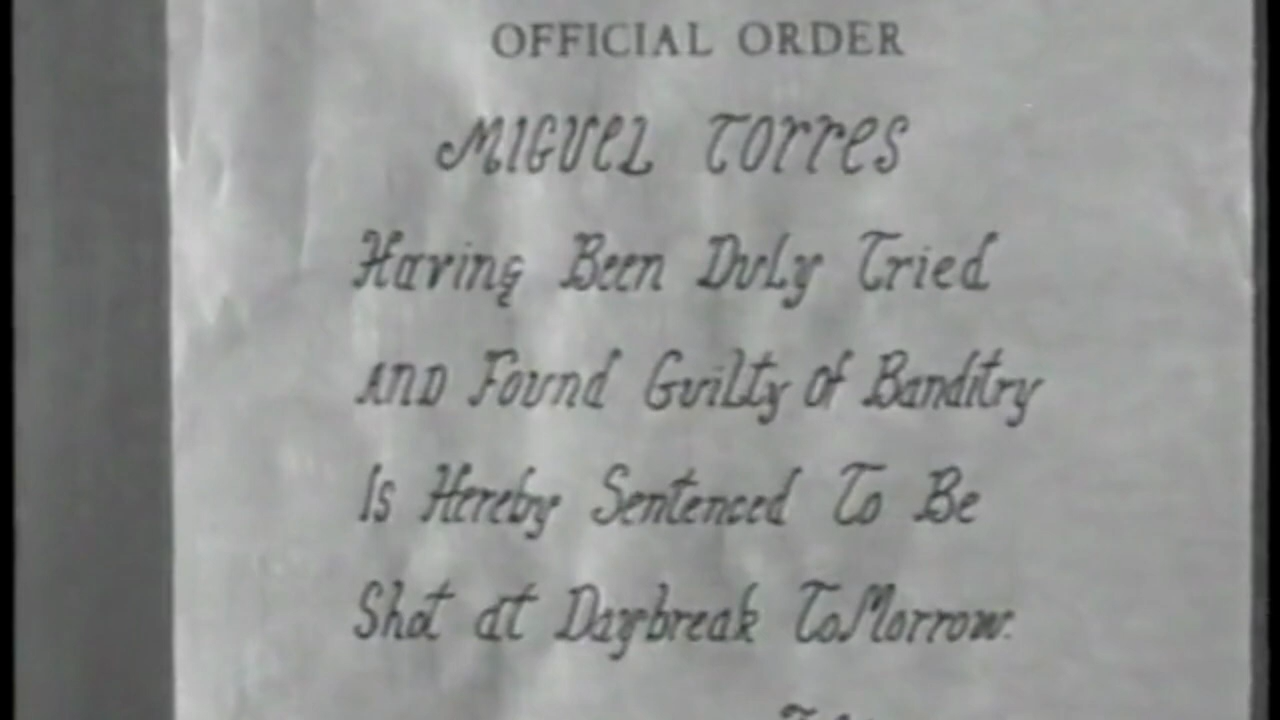 OFFICIAL ORDER
MIGUEL Torres
Having Been Duly Tried
AND Found Guilty of Banditry
Is Hereby Sentenced To Be
Shot at Daybreak ToMorrow.